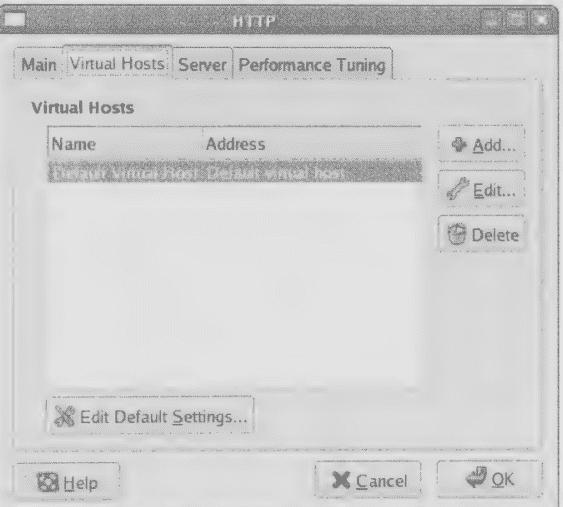 HTTP
Main Virtual Hosts Server Performance Tuning
Virtual Hosts
Name Address
Default Virtual Host Default virtual host
Add...
Edit...
Delete
Edit Default Settings...
Help Cancel OK